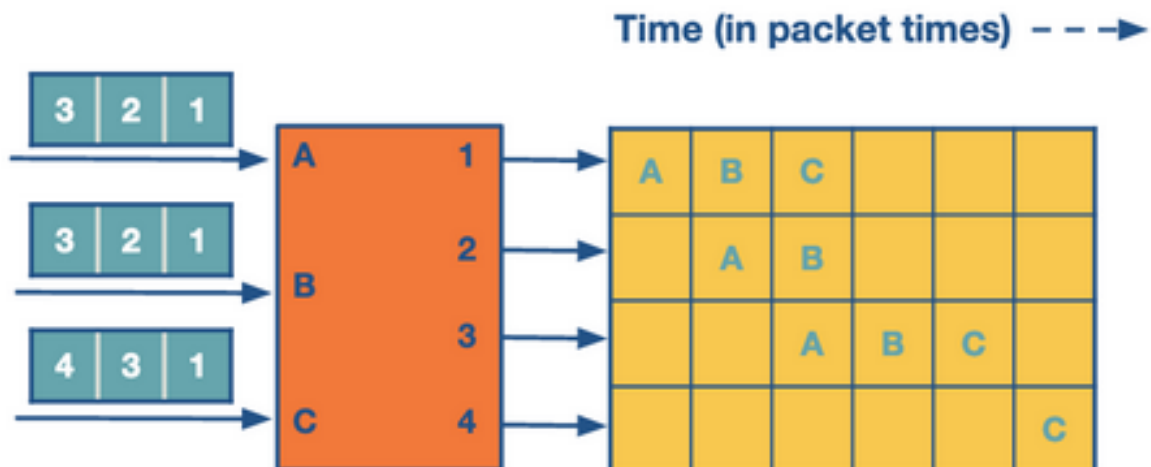 Time (in packet times)
3 2 1
A 1 A B C
3 2 1
2 A B
B
3 A B C
4 3 1
C 4 C